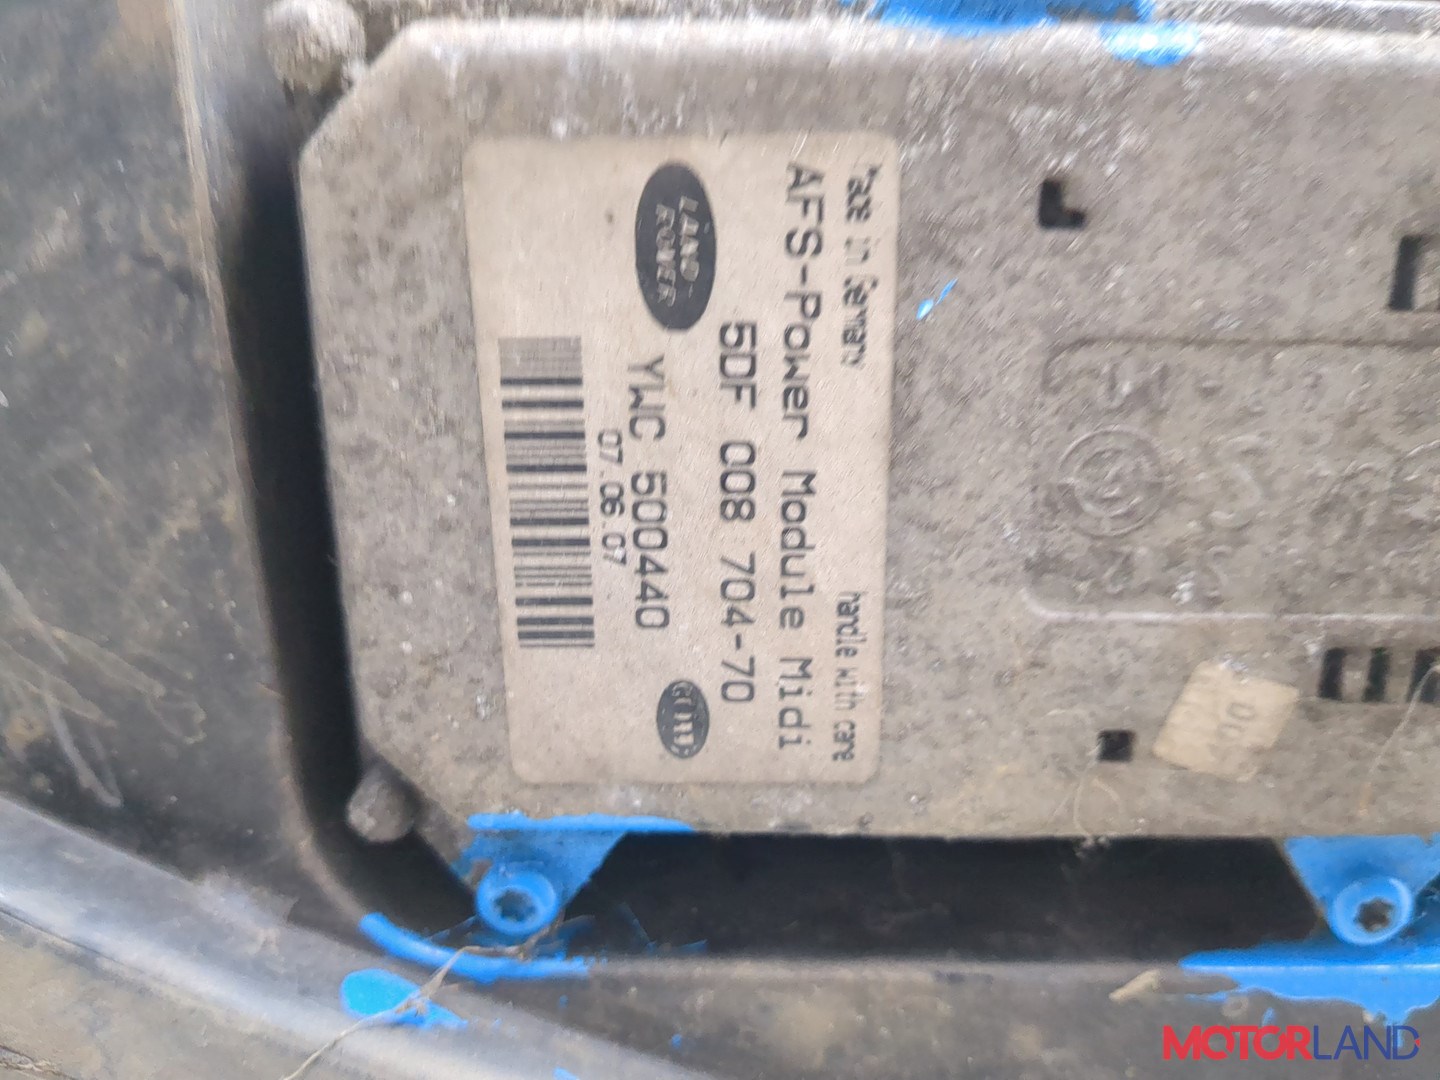 Made in Germany handle with care
AFS-Power Module Midi
5DF 008 704-70
LAND-
ROVER
YWC 500440
07.06.07
MOTORLAND